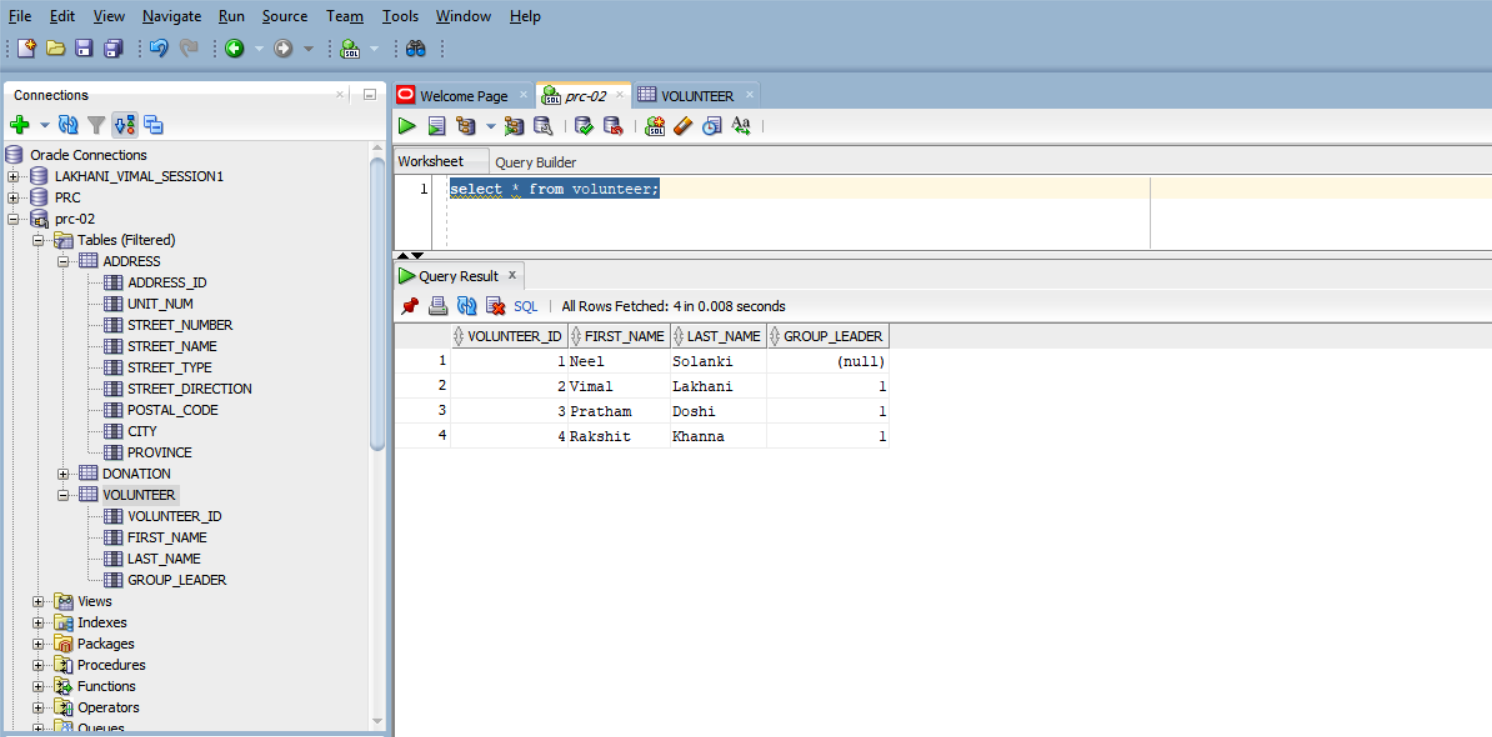 File Edit View Navigate Run Source Team Tools Window Help
Connections
Oracle Connections
LAKHANI_VIMAL_SESSION1
PRC
prc-02
Tables (Filtered)
ADDRESS
ADDRESS_ID
UNIT_NUM
STREET_NUMBER
STREET_NAME
STREET_TYPE
STREET_DIRECTION
POSTAL_CODE
CITY
PROVINCE
DONATION
VOLUNTEER
VOLUNTEER_ID
FIRST_NAME
LAST_NAME
GROUP_LEADER
Views
Indexes
Packages
Procedures
Functions
Operators
Queues
Welcome Page prc-02 VOLUNTEER
Worksheet Query Builder
1 select * from volunteer;
Query Result
SQL | All Rows Fetched: 4 in 0.008 seconds
VOLUNTEER_ID FIRST_NAME LAST_NAME GROUP_LEADER
1 1 Neel Solanki (null)
2 2 Vimal Lakhani 1
3 3 Pratham Doshi 1
4 4 Rakshit Khanna 1